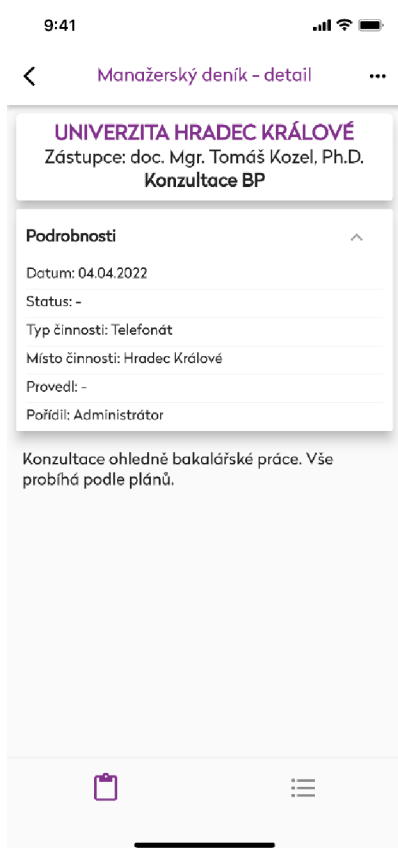 9:41
Manažerský deník - detail
UNIVERZITA HRADEC KRÁLOVÉ
Zástupce: doc. Mgr. Tomáš Kozel, Ph.D.
Konzultace BP
Podrobnosti
Datum: 04.04.2022
Status: -
Typ činnosti: Telefonát
Místo činnosti: Hradec Králové
Provedl: -
Pořídil: Administrátor
Konzultace ohledně bakalářské práce. Vše
probíhá podle plánů.